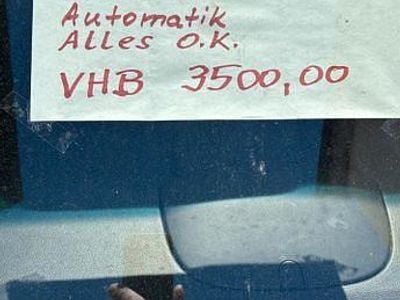 Automatik
Alles O.K.
VHB 3500,00